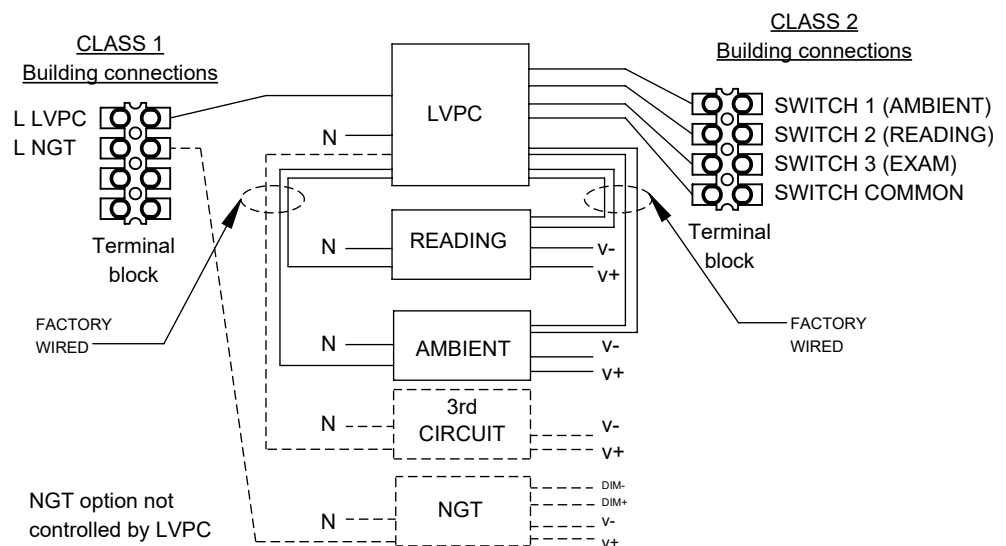 CLASS 1
Building connections
L LVPC
L NGT
Terminal
block
FACTORY
WIRED
LVPC
N
READING
N
v-
v+
AMBIENT
N
v-
v+
3rd
CIRCUIT
N
v-
v+
NGT
N
DIM-
DIM+
v-
v+
NGT option not
controlled by LVPC
CLASS 2
Building connections
SWITCH 1 (AMBIENT)
SWITCH 2 (READING)
SWITCH 3 (EXAM)
SWITCH COMMON
Terminal
block
FACTORY
WIRED